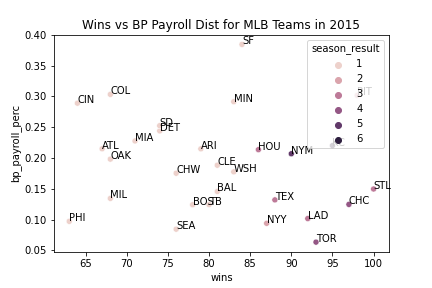 Wins vs BP Payroll Dist for MLB Teams in 2015
0.40
SF
season_result
1
2
3
4
5
6
0.35
0.30
COL
CIN
MIN
PIT
0.25
SD
DET
MIA
ATL
OAK
ARI
HOU
NYM
0.20
CLE
CHW
WSH
0.15
MIL
BAL
BOS
TB
TEX
STL
CHC
0.10
PHI
SEA
NYY
LAD
TOR
0.05
65 70 75 80 85 90 95 100
wins
bp_payroll_perc